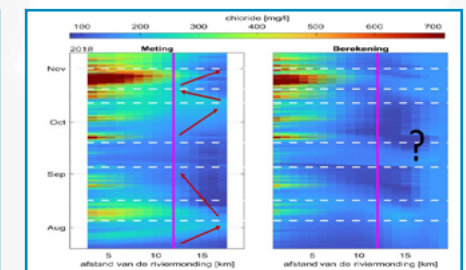 chloride [mg/l]
100 200 300 400 500 600 700
2018 Meting Berekening
Nov
Oct
Sep
Aug
?
5 10 15 5 10 15
afstand van de riviermonding [km] afstand van de riviermonding [km]